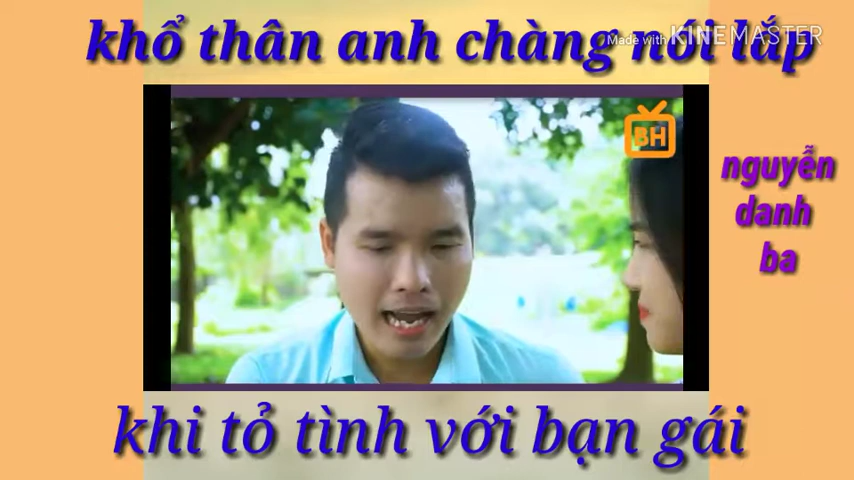 khổ thân anh chàng nói lắp
Made with KINEMASTER
BH
nguyễn
danh
ba
khi tỏ tình với bạn gái